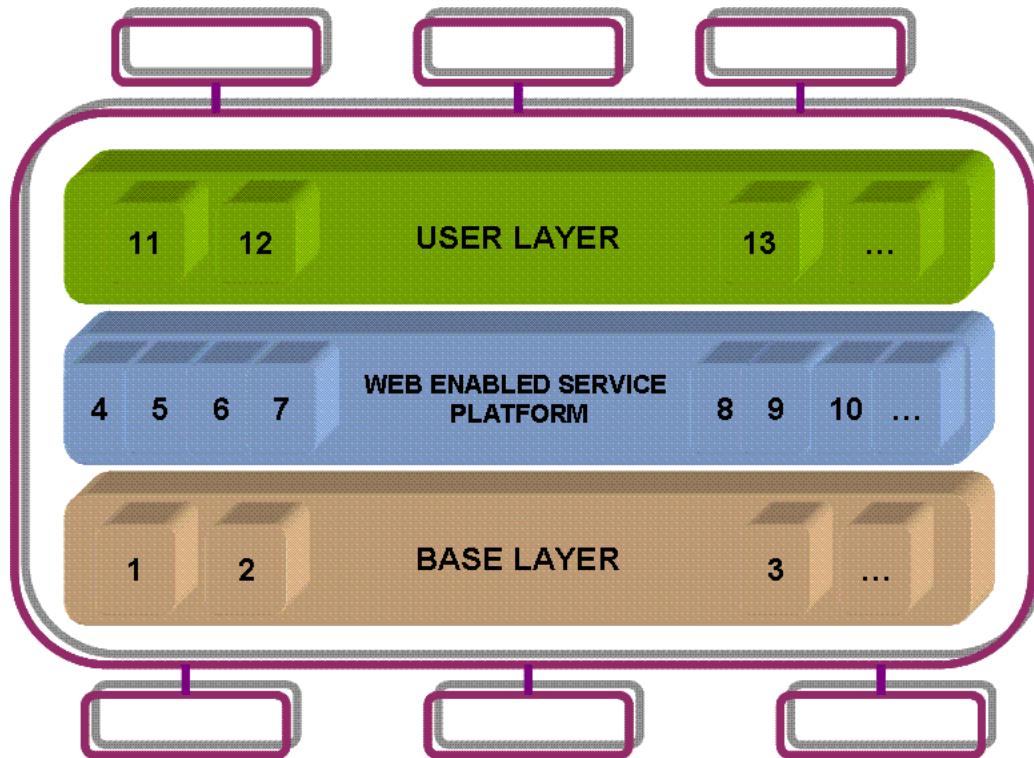 11 12 USER LAYER 13 ...
4 5 6 7 WEB ENABLED SERVICE PLATFORM 8 9 10 ...
1 2 BASE LAYER 3 ...